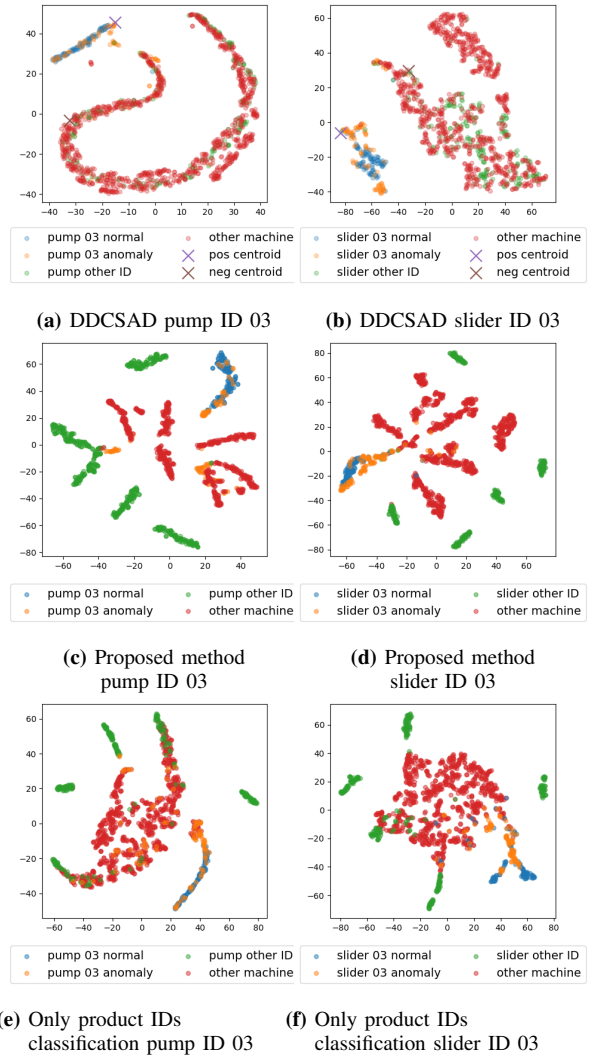 40
20
0
−20
−40
−40 −30 −20 −10 0 10 20 30 40
60
40
20
0
−20
−40
−80 −60 −40 −20 0 20 40 60
pump 03 normal other machine
pump 03 anomaly pos centroid
pump other ID neg centroid
slider 03 normal other machine
slider 03 anomaly pos centroid
slider other ID neg centroid
(a) DDCSAD pump ID 03
(b) DDCSAD slider ID 03
60
40
20
0
−20
−40
−60
−80
−60 −40 −20 0 20 40
80
60
40
20
0
−20
−40
−60
−80
−60 −40 −20 0 20 40 60
pump 03 normal pump other ID
pump 03 anomaly other machine
slider 03 normal slider other ID
slider 03 anomaly other machine
(c) Proposed method
pump ID 03
(d) Proposed method
slider ID 03
60
40
20
0
−20
−40
−60 −40 −20 0 20 40 60 80
60
40
20
0
−20
−40
−60
−80 −60 −40 −20 0 20 40 60 80
pump 03 normal pump other ID
pump 03 anomaly other machine
slider 03 normal slider other ID
slider 03 anomaly other machine
(e) Only product IDs
classification pump ID 03
(f) Only product IDs
classification slider ID 03